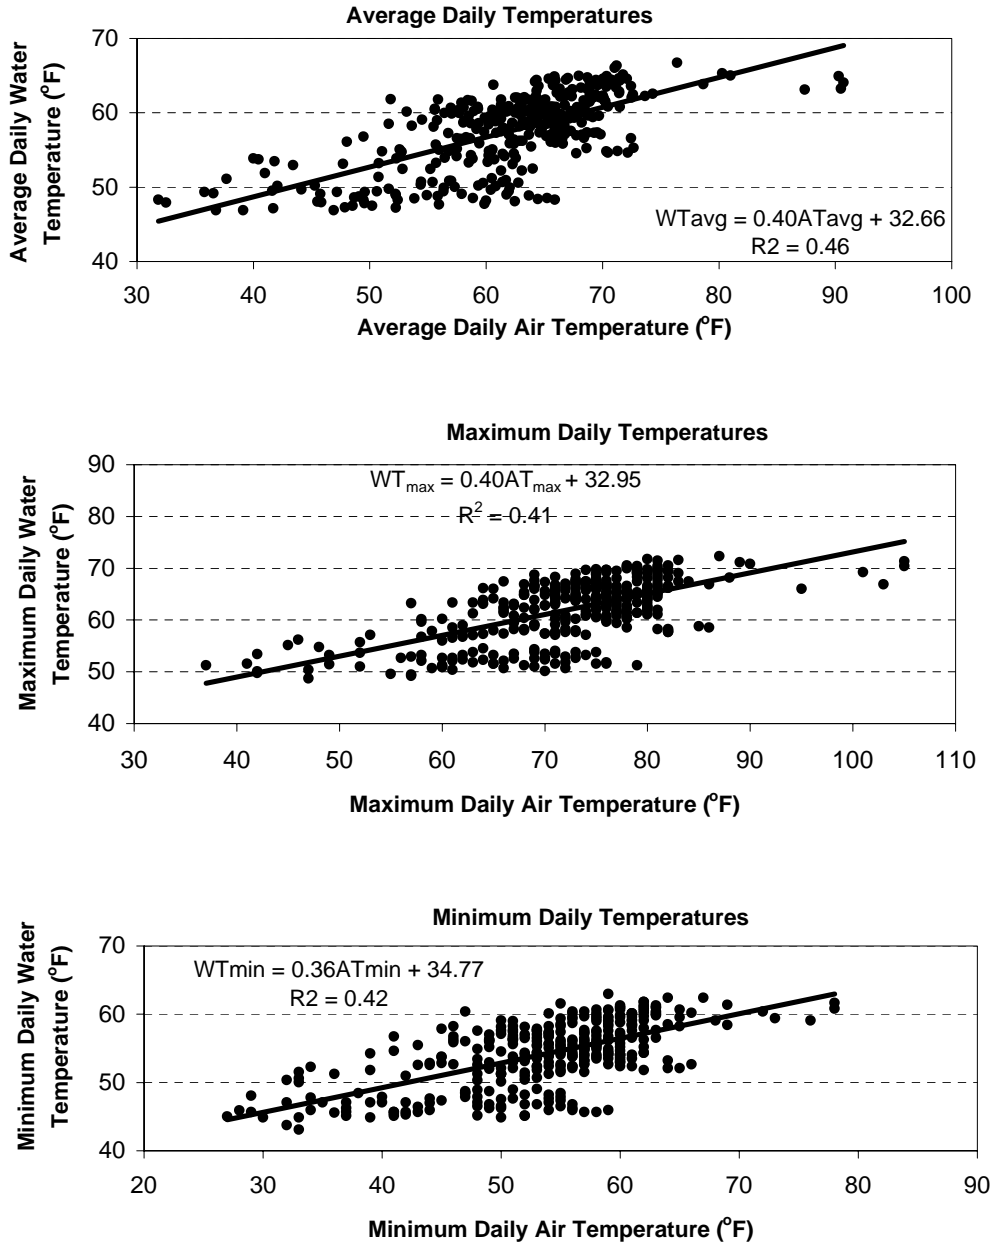 Average Daily Temperatures
Average Daily Water
Temperature (°F)
70
60
50
40
WTavg = 0.40ATavg + 32.66
R2 = 0.46
30 40 50 60 70 80 90 100
Average Daily Air Temperature (°F)
Maximum Daily Temperatures
Maximum Daily Water
Temperature (°F)
90
80
70
60
50
40
WTmax = 0.40ATmax + 32.95
R² = 0.41
30 40 50 60 70 80 90 100 110
Maximum Daily Air Temperature (°F)
Minimum Daily Temperatures
Minimum Daily Water
Temperature (°F)
70
60
50
40
WTmin = 0.36ATmin + 34.77
R2 = 0.42
20 30 40 50 60 70 80 90
Minimum Daily Air Temperature (°F)